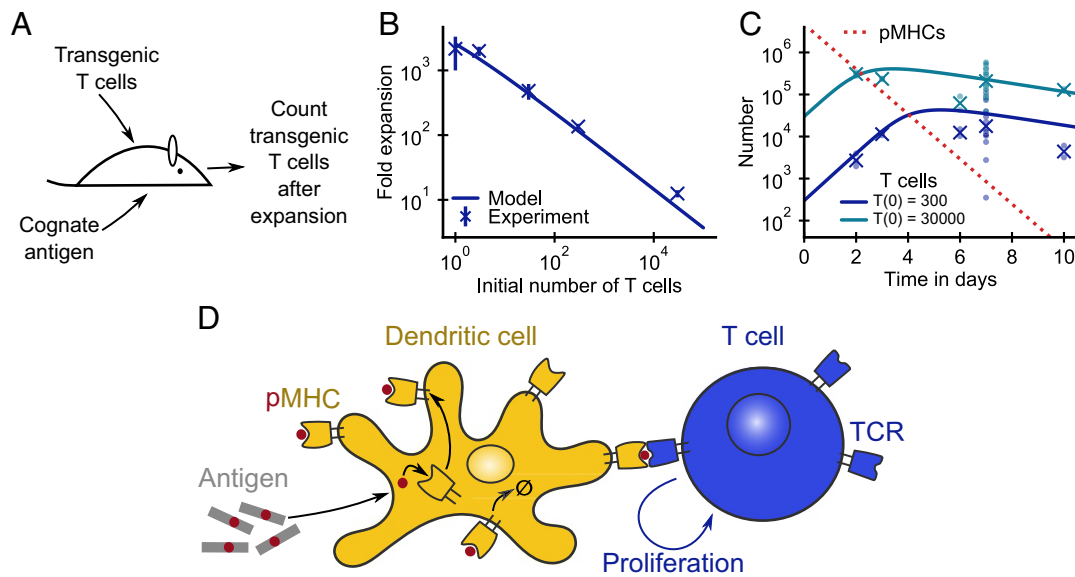 A
Transgenic
T cells
Cognate
antigen
Count
transgenic
T cells
after
expansion
B
Fold expansion
10³
10¹
Model
Experiment
10⁰
10²
10⁴
Initial number of T cells
C
pMHCs
Number
10⁶
10⁵
10⁴
10³
10²
T cells
T(0) = 300
T(0) = 30000
0 2 4 6 8 10
Time in days
D
Dendritic cell
T cell
pMHC
TCR
Antigen
Ø
Proliferation